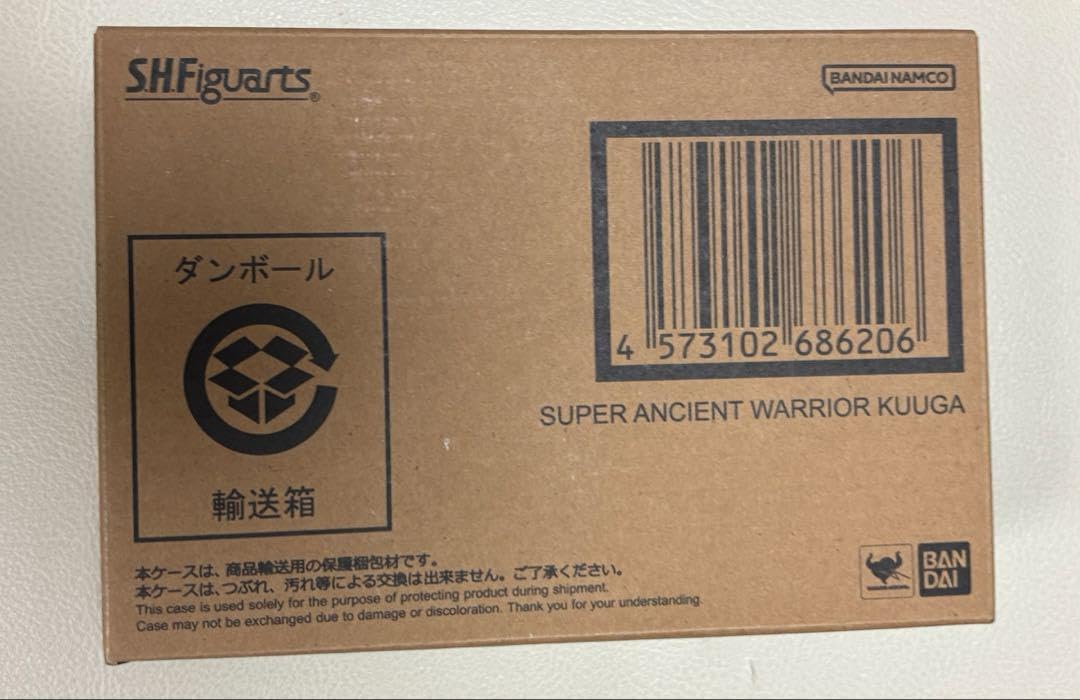 S.H.Figuarts®
BANDAI NAMCO
4 573102 686206
SUPER ANCIENT WARRIOR KUUGA
ダンボール
輸送箱
本ケースは、商品輸送用の保護梱包材です。
本ケースは、つぶれ、汚れ等による交換は出来ません。ご了承ください。
This case is used solely for the purpose of protecting product during shipment.
Case may not be exchanged due to damage or discoloration. Thank you for your understanding.
BAN
DAI